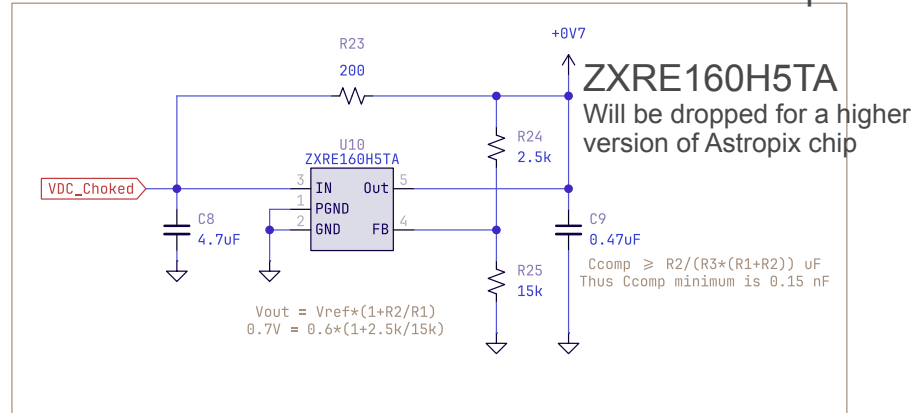 +0V7
R23
200
ZXRE160H5TA
Will be dropped for a higher
version of Astropix chip
R24
2.5k
U10
ZXRE160H5TA
VDC_Choked
3 IN Out 5
1 PGND
2 GND FB 4
C8
4.7uF
C9
0.47uF
R25
15k
Ccomp ⩾ R2/(R3*(R1+R2)) uF
Thus Ccomp minimum is 0.15 nF
Vout = Vref*(1+R2/R1)
0.7V = 0.6*(1+2.5k/15k)